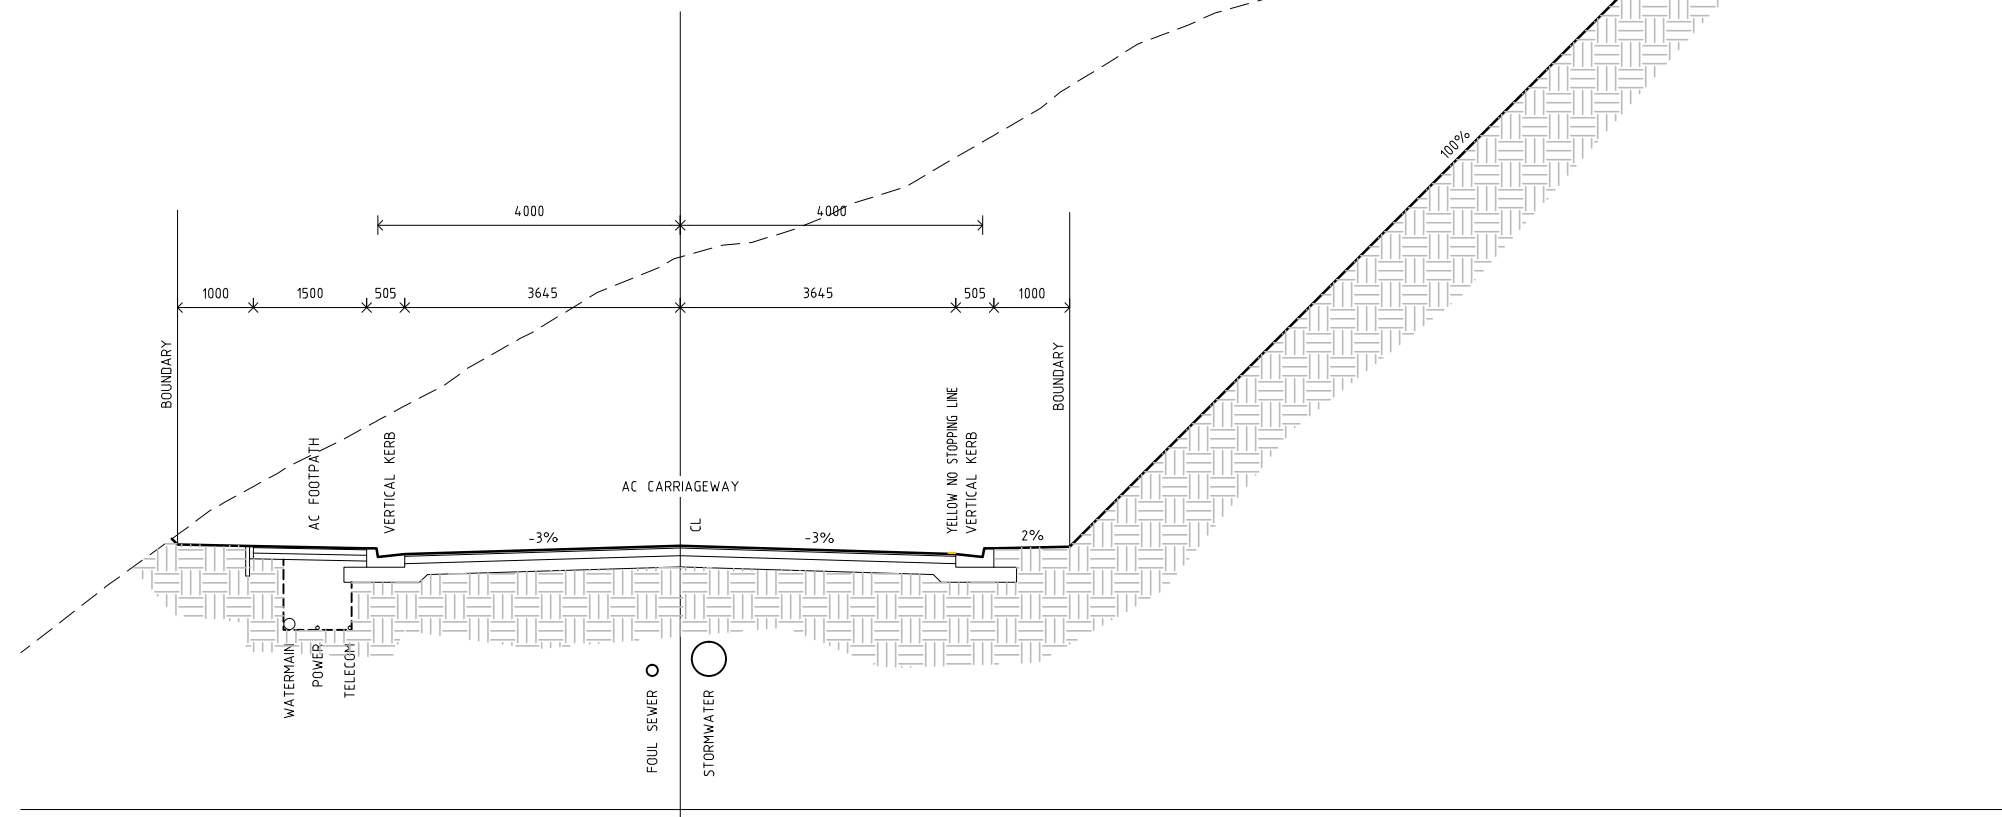 100%
4000
4000
1000
1500
505
3645
3645
505
1000
BOUNDARY
AC FOOTPATH
VERTICAL KERB
AC CARRIAGEWAY
CL
YELLOW NO STOPPING LINE
VERTICAL KERB
BOUNDARY
-3%
-3%
2%
WATERMAIN
POWER
TELECOM
FOUL SEWER
STORMWATER